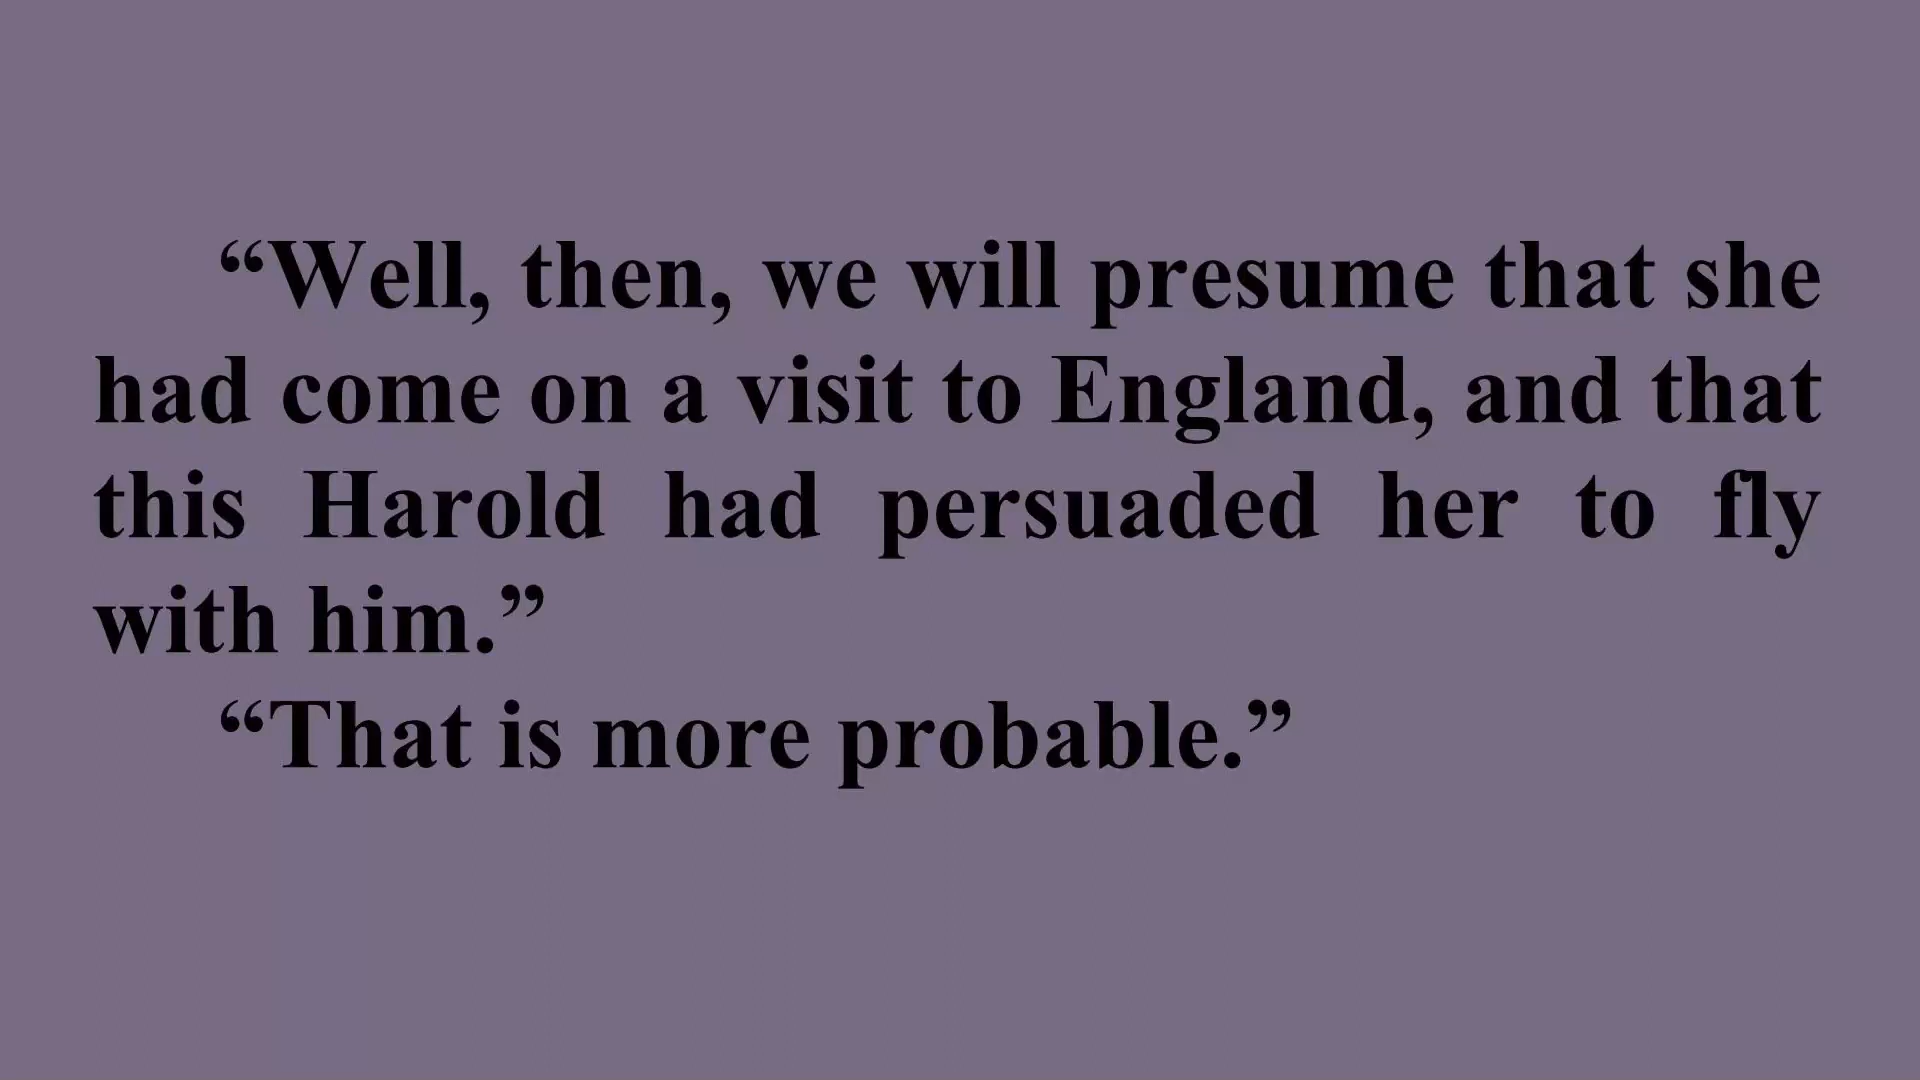 “Well, then, we will presume that she
had come on a visit to England, and that
this Harold had persuaded her to fly
with him.”
“That is more probable.”